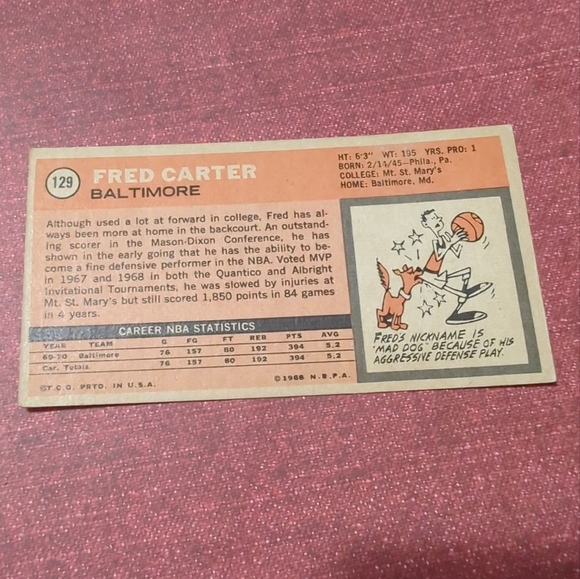 129
FRED CARTER
BALTIMORE
HT: 6'3" WT: 195 YRS. PRO: 1
BORN: 2/14/45—Phila., Pa.
COLLEGE: Mt. St. Mary's
HOME: Baltimore, Md.
Although used a lot at forward in college, Fred has al-
ways been more at home in the backcourt. An outstand-
ing scorer in the Mason-Dixon Conference, he has
shown in the early going that he has the ability to be-
come a fine defensive performer in the NBA. Voted MVP
in 1967 and 1968 in both the Quantico and Albright
Invitational Tournaments, he was slowed by injuries at
Mt. St. Mary's but still scored 1,850 points in 84 games
in 4 years.
CAREER NBA STATISTICS
YEAR TEAM G FG FT REB PTS AVG
69-70 Baltimore 76 157 80 192 394 5.2
Car. Totals 76 157 80 192 394 5.2
©T.C.G. PRTD. IN U.S.A. ©1968 N.B.P.A.
FRED'S NICKNAME IS
"MAD DOG" BECAUSE OF HIS
AGGRESSIVE DEFENSE PLAY.